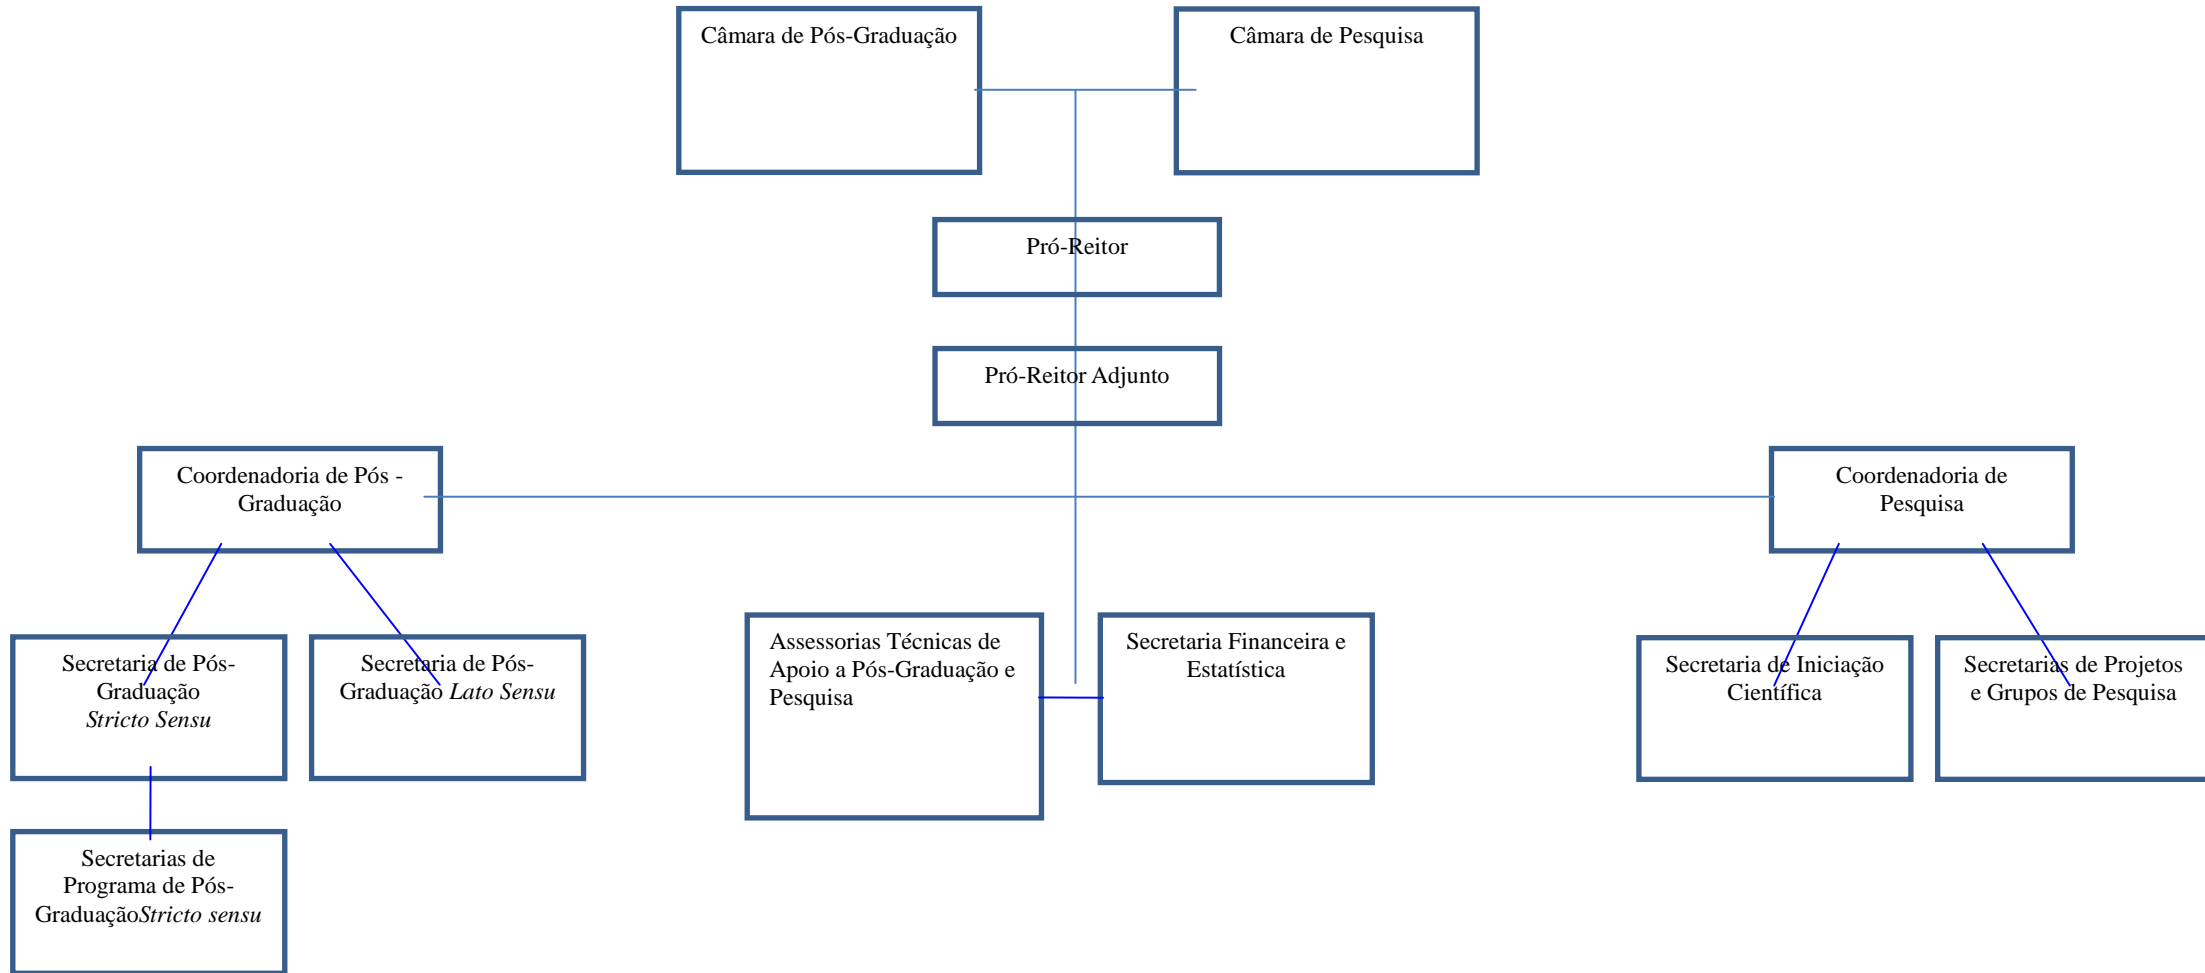 Câmara de Pós-Graduação
Câmara de Pesquisa
Pró-Reitor
Pró-Reitor Adjunto
Coordenadoria de Pós -
Graduação
Coordenadoria de
Pesquisa
Assessorias Técnicas de
Apoio a Pós-Graduação e
Pesquisa
Secretaria Financeira e
Estatística
Secretaria de Pós-
Graduação
Stricto Sensu
Secretaria de Pós-
Graduação Lato Sensu
Secretaria de Iniciação
Científica
Secretarias de Projetos
e Grupos de Pesquisa
Secretarias de
Programa de Pós-
GraduaçãoStricto sensu